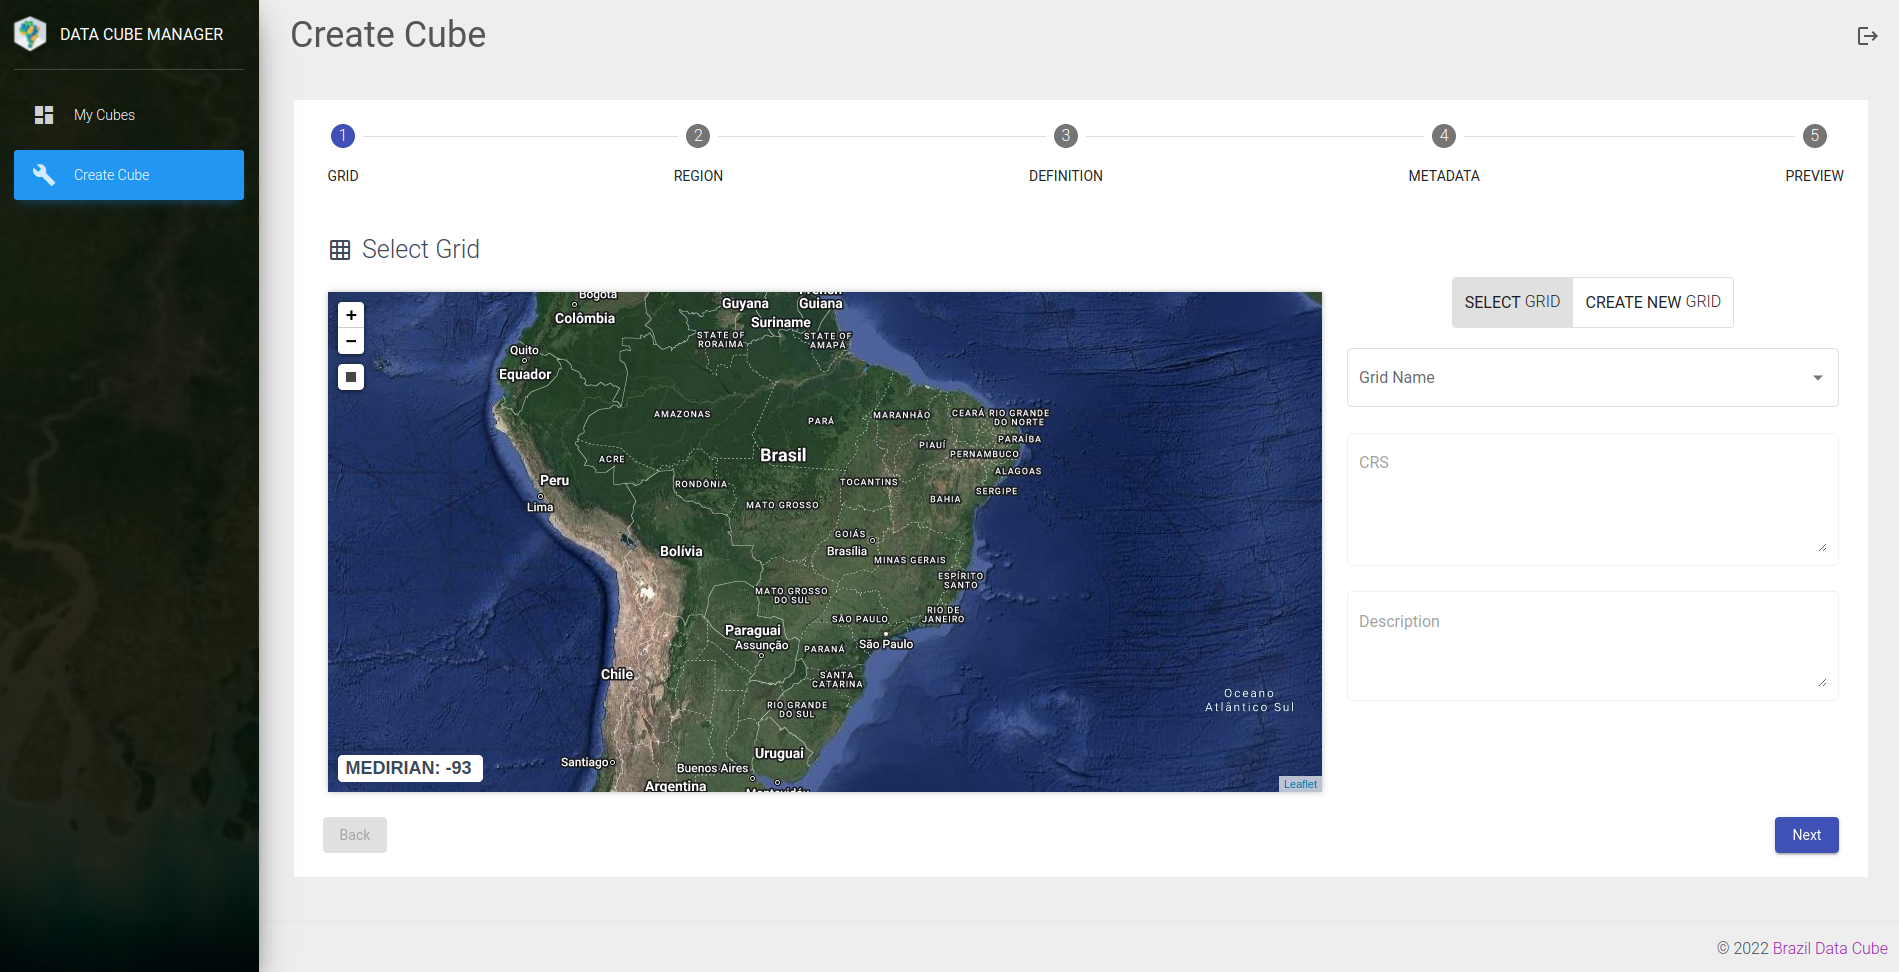 DATA CUBE MANAGER
My Cubes
Create Cube
Create Cube
1
2
3
4
5
GRID
REGION
DEFINITION
METADATA
PREVIEW
Select Grid
SELECT GRID
CREATE NEW GRID
Grid Name
CRS
Description
+
−
Bogotá
Colômbia
Guyana
French
Guiana
Suriname
STATE OF
RORAIMA
STATE OF
AMAPÁ
Quito
Equador
AMAZONAS
PARÁ
MARANHÃO
CEARÁ
RIO GRANDE
DO NORTE
PARAÍBA
PIAUÍ
PERNAMBUCO
ACRE
Brasil
ALAGOAS
Peru
RONDÔNIA
TOCANTINS
SERGIPE
BAHIA
Lima
MATO GROSSO
GOIÁS
Brasília
Bolívia
MINAS GERAIS
ESPÍRITO
SANTO
MATO GROSSO
DO SUL
RIO DE
JANEIRO
SÃO PAULO
Paraguai
Assunção
PARANÁ
São Paulo
Chile
SANTA
CATARINA
Oceano
Atlântico Sul
RIO GRANDE
DO SUL
Uruguai
Santiago
Buenos Aires
Argentina
Montevidéu
MEDIRIAN: -93
Leaflet
Back
Next
© 2022 Brazil Data Cube